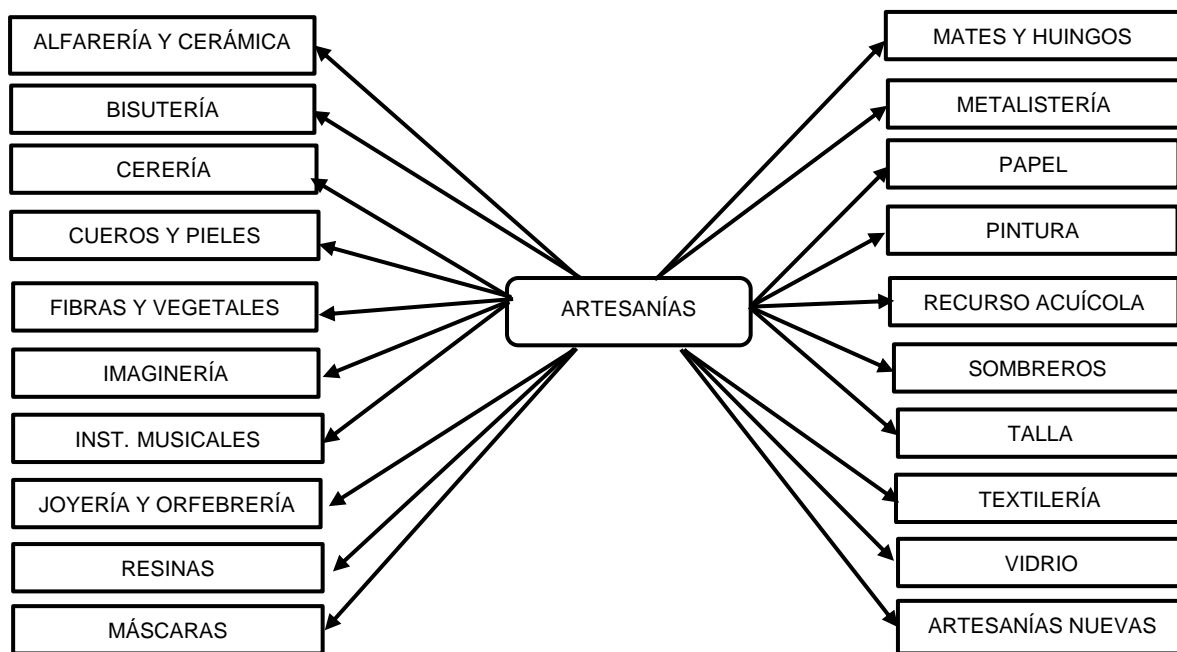 ALFARERÍA Y CERÁMICA
BISUTERÍA
CERERÍA
CUEROS Y PIELES
FIBRAS Y VEGETALES
IMAGINERÍA
INST. MUSICALES
JOYERÍA Y ORFEBRERÍA
RESINAS
MÁSCARAS
ARTESANÍAS
MATES Y HUINGOS
METALISTERÍA
PAPEL
PINTURA
RECURSO ACUÍCOLA
SOMBREROS
TALLA
TEXTILERÍA
VIDRIO
ARTESANÍAS NUEVAS